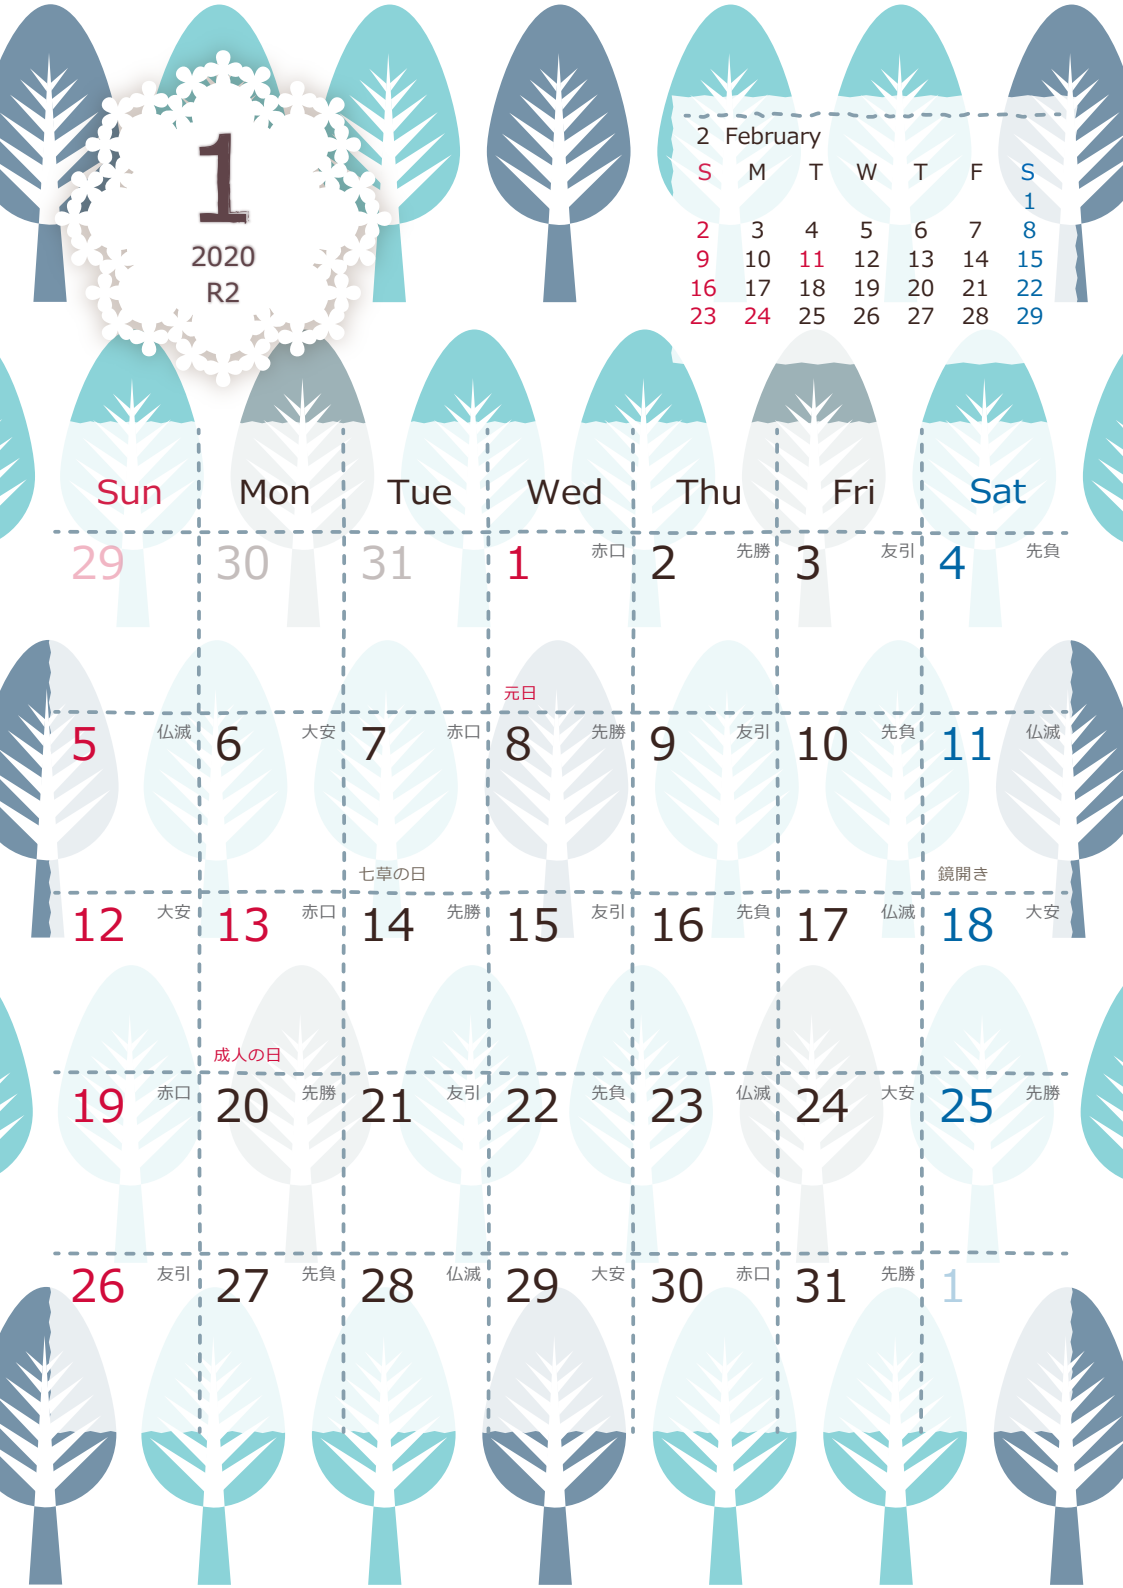 1
2020
R2
2 February
S M T W T F S
1
2 3 4 5 6 7 8
9 10 11 12 13 14 15
16 17 18 19 20 21 22
23 24 25 26 27 28 29
Sun Mon Tue Wed Thu Fri Sat
29 30 31 1 赤口 2 先勝 3 友引 4 先負
元日
5 仏滅 6 大安 7 赤口 8 先勝 9 友引 10 先負 11 仏滅
七草の日 鏡開き
12 大安 13 赤口 14 先勝 15 友引 16 先負 17 仏滅 18 大安
成人の日
19 赤口 20 先勝 21 友引 22 先負 23 仏滅 24 大安 25 先勝
26 友引 27 先負 28 仏滅 29 大安 30 赤口 31 先勝 1